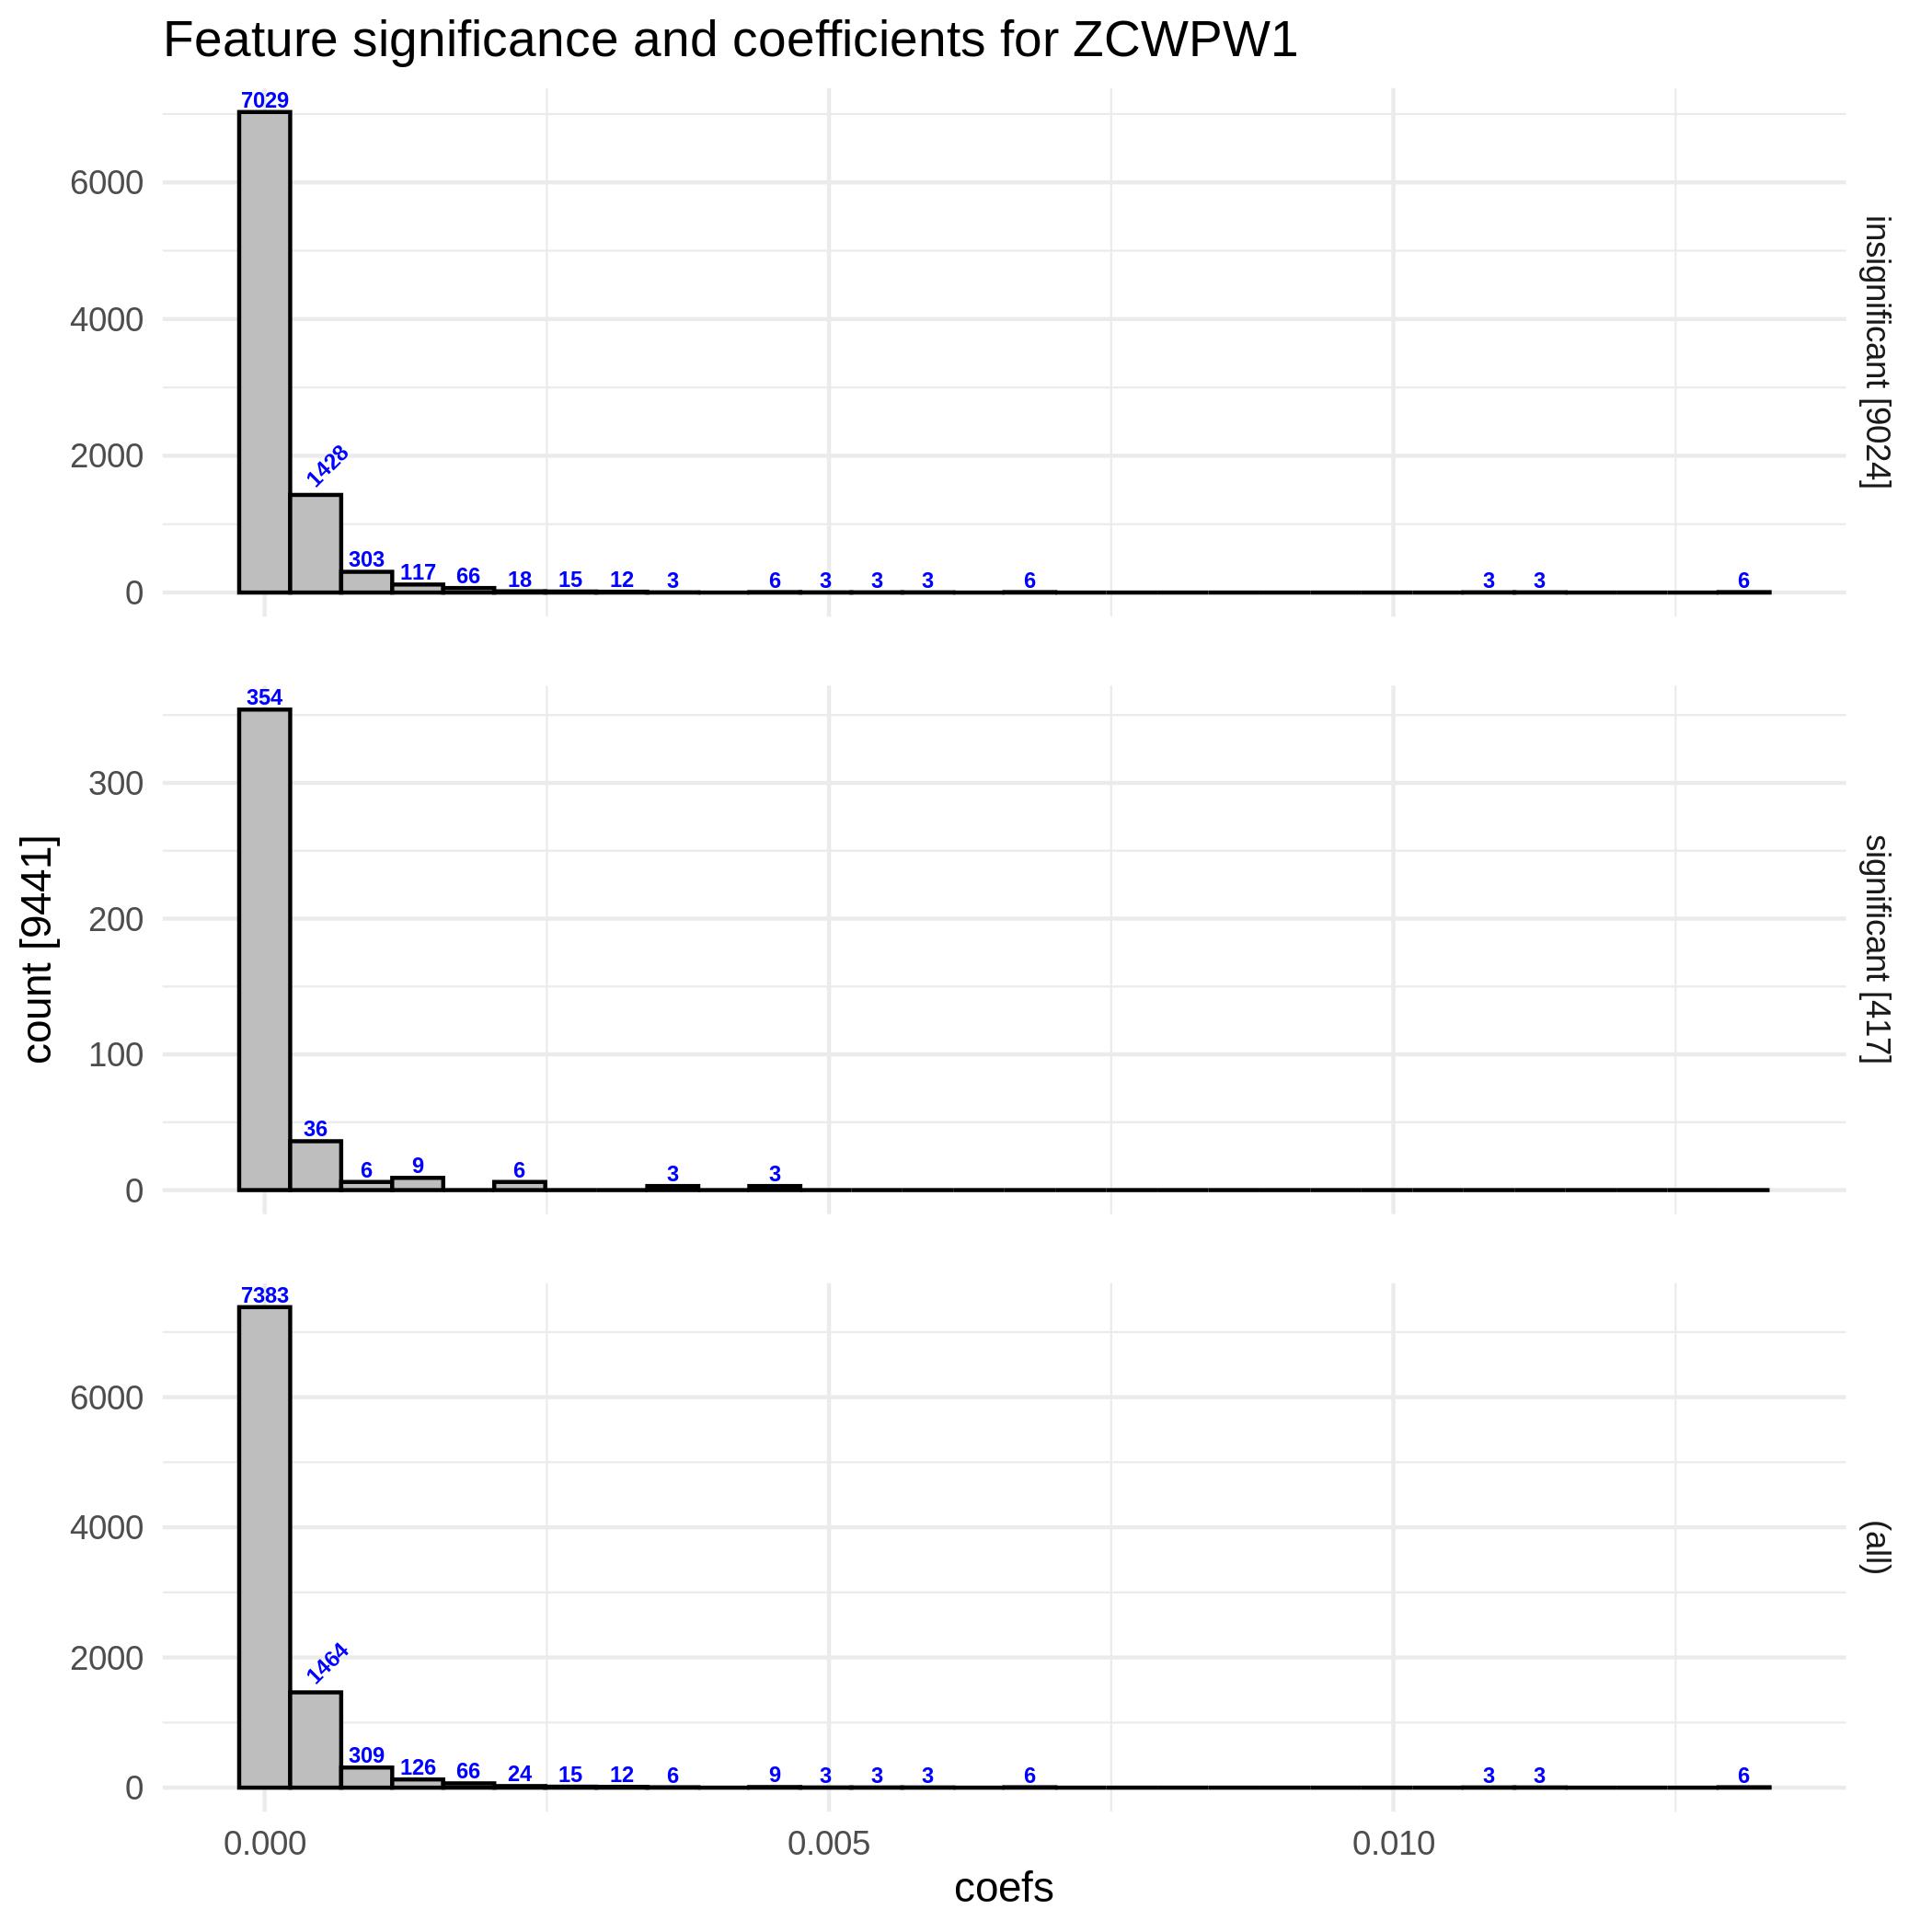 Feature significance and coefficients for ZCWPW1
7029
6000
4000
2000
0
1428
303 117 66 18 15 12 3 6 3 3 3 6 3 3 6
insignificant [9024]
count [9441]
354
300
200
100
0
36 6 9 6 3 3
significant [417]
7383
6000
4000
2000
0
1464
309 126 66 24 15 12 6 9 3 3 3 6 3 3 6
(all)
0.000 0.005 0.010
coefs